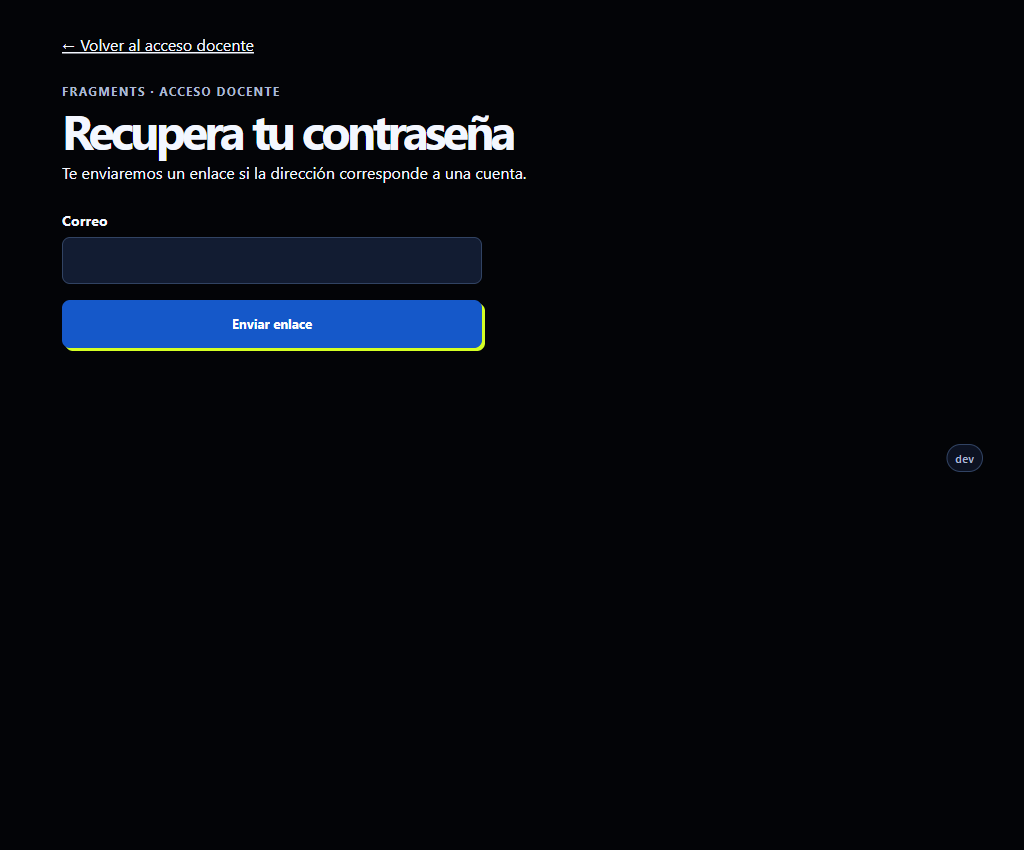 ← Volver al acceso docente
FRAGMENTS · ACCESO DOCENTE
Recupera tu contraseña
Te enviaremos un enlace si la dirección corresponde a una cuenta.
Correo
Enviar enlace
dev